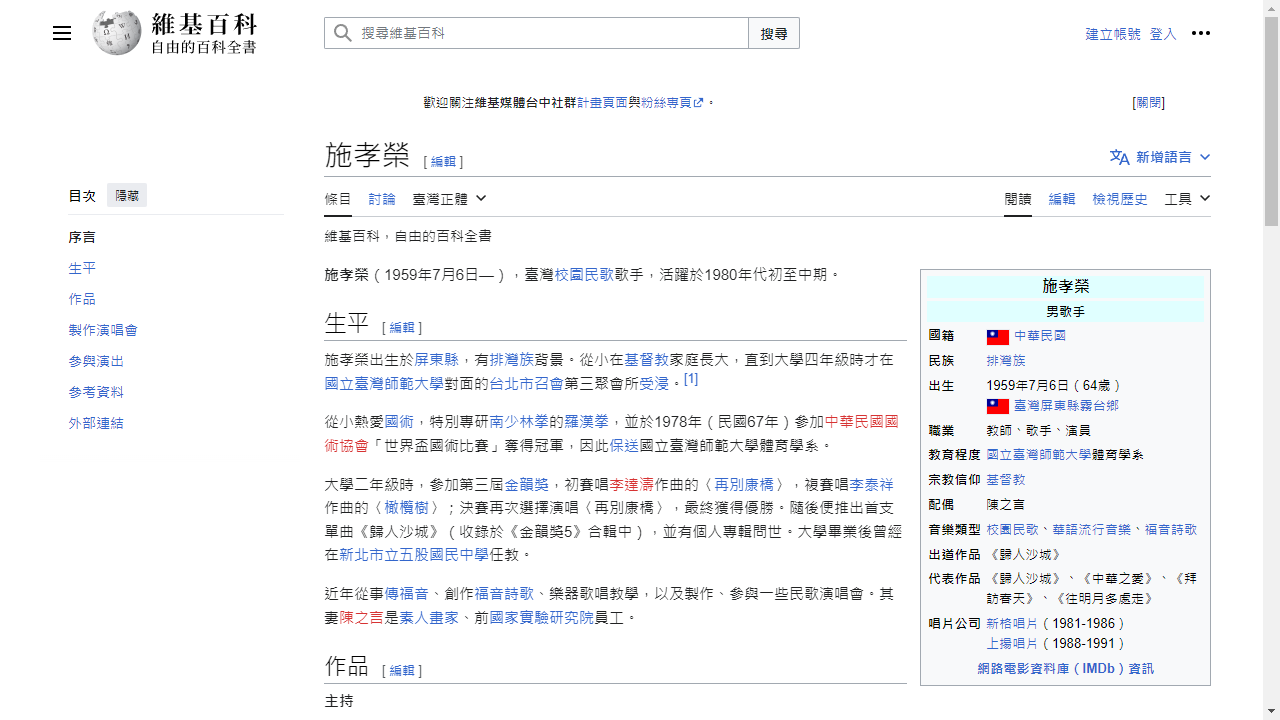 維基百科
自由的百科全書
搜尋維基百科
搜尋
建立帳號 登入
歡迎關注維基媒體台中社群計畫頁面與粉絲專頁。
[關閉]
施孝榮
[編輯]
新增語言
目次 隱藏
序言
生平
作品
製作演唱會
參與演出
參考資料
外部連結
條目 討論 臺灣正體
閱讀 編輯 檢視歷史 工具
維基百科,自由的百科全書
施孝榮(1959年7月6日—),臺灣校園民歌歌手,活躍於1980年代初至中期。
生平 [編輯]
施孝榮出生於屏東縣,有排灣族背景。從小在基督教家庭長大,直到大學四年級時才在
國立臺灣師範大學對面的台北市召會第三聚會所受浸。[1]
從小熱愛國術,特別專研南少林拳的羅漢拳,並於1978年(民國67年)參加中華民國國
術協會「世界盃國術比賽」奪得冠軍,因此保送國立臺灣師範大學體育學系。
大學二年級時,參加第三屆金韻獎,初賽唱李達濤作曲的〈再別康橋〉,複賽唱李泰祥
作曲的〈橄欖樹〉;決賽再次選擇演唱〈再別康橋〉,最終獲得優勝。隨後便推出首支
單曲《歸人沙城》(收錄於《金韻獎5》合輯中),並有個人專輯問世。大學畢業後曾經
在新北市立五股國民中學任教。
近年從事傳福音、創作福音詩歌、樂器歌唱教學,以及製作、參與一些民歌演唱會。其
妻陳之言是素人畫家、前國家實驗研究院員工。
作品 [編輯]
主持
施孝榮
男歌手
國籍 中華民國
民族 排灣族
出生 1959年7月6日(64歲)
臺灣屏東縣霧台鄉
職業 教師、歌手、演員
教育程度 國立臺灣師範大學體育學系
宗教信仰 基督教
配偶 陳之言
音樂類型 校園民歌、華語流行音樂、福音詩歌
出道作品 《歸人沙城》
代表作品 《歸人沙城》、《中華之愛》、《拜
訪春天》、《往明月多處走》
唱片公司 新格唱片(1981-1986)
上揚唱片(1988-1991)
網路電影資料庫(IMDb)資訊